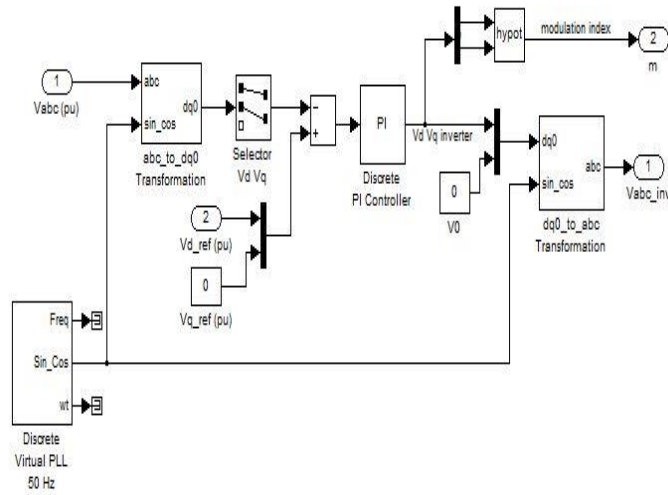 1
Vabc (pu)
abc
sin_cos
dq0
abc_to_dq0
Transformation
Selector
Vd Vq
2
Vd_ref (pu)
0
Vq_ref (pu)
−
+
PI
Discrete
PI Controller
hypot
modulation index
2
m
Vd Vq inverter
0
V0
dq0
sin_cos
abc
dq0_to_abc
Transformation
1
Vabc_inv
Freq
Sin_Cos
wt
Discrete
Virtual PLL
50 Hz